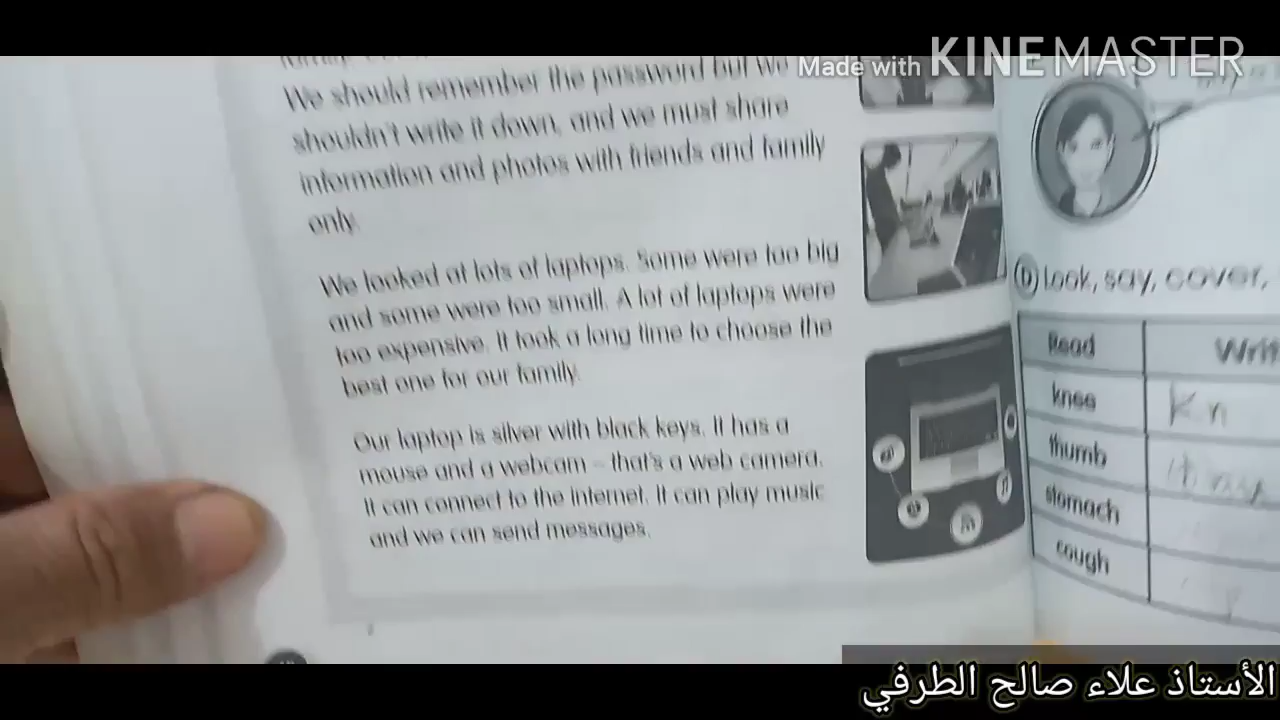 Made with KINEMASTER
We should remember the password but we
shouldn't write it down, and we must share
information and photos with friends and family
only.
We looked at lots of laptops. Some were too big
and some were too small. A lot of laptops were
too expensive. It took a long time to choose the
best one for our family.
Our laptop is silver with black keys. It has a
mouse and a webcam – that's a web camera.
It can connect to the internet. It can play music
and we can send messages.
b Look, say, cover,
Read
knee
Kn
thumb
stomach
cough
الأستاذ علاء صالح الطرفي